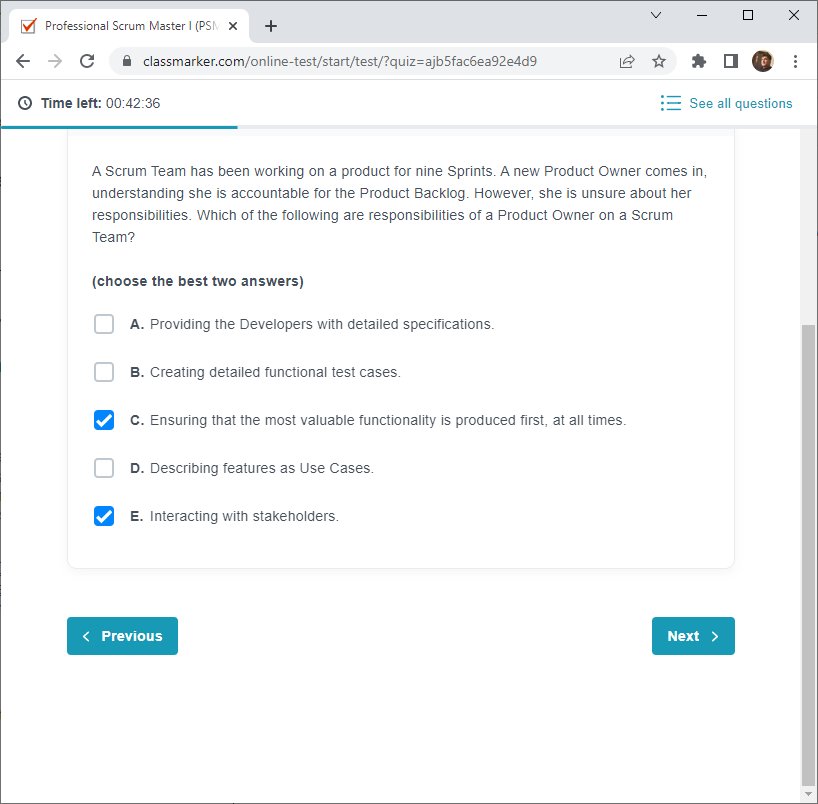 Professional Scrum Master I (PSM
classmarker.com/online-test/start/test/?quiz=ajb5fac6ea92e4d9
Time left: 00:42:36
See all questions
A Scrum Team has been working on a product for nine Sprints. A new Product Owner comes in,
understanding she is accountable for the Product Backlog. However, she is unsure about her
responsibilities. Which of the following are responsibilities of a Product Owner on a Scrum
Team?
(choose the best two answers)
A. Providing the Developers with detailed specifications.
B. Creating detailed functional test cases.
C. Ensuring that the most valuable functionality is produced first, at all times.
D. Describing features as Use Cases.
E. Interacting with stakeholders.
Previous
Next